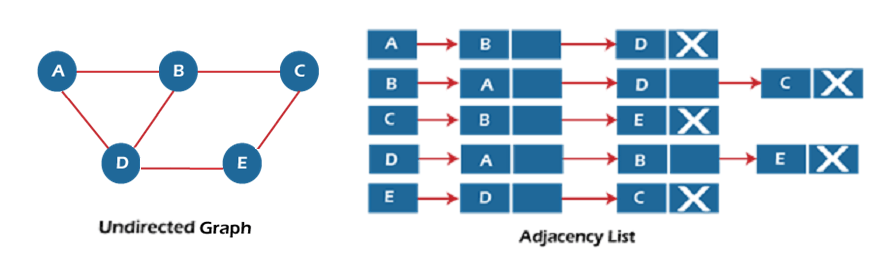 A B C
D E
Undirected Graph
A B D X
B A D C X
C B E X
D A B E X
E D C X
Adjacency List